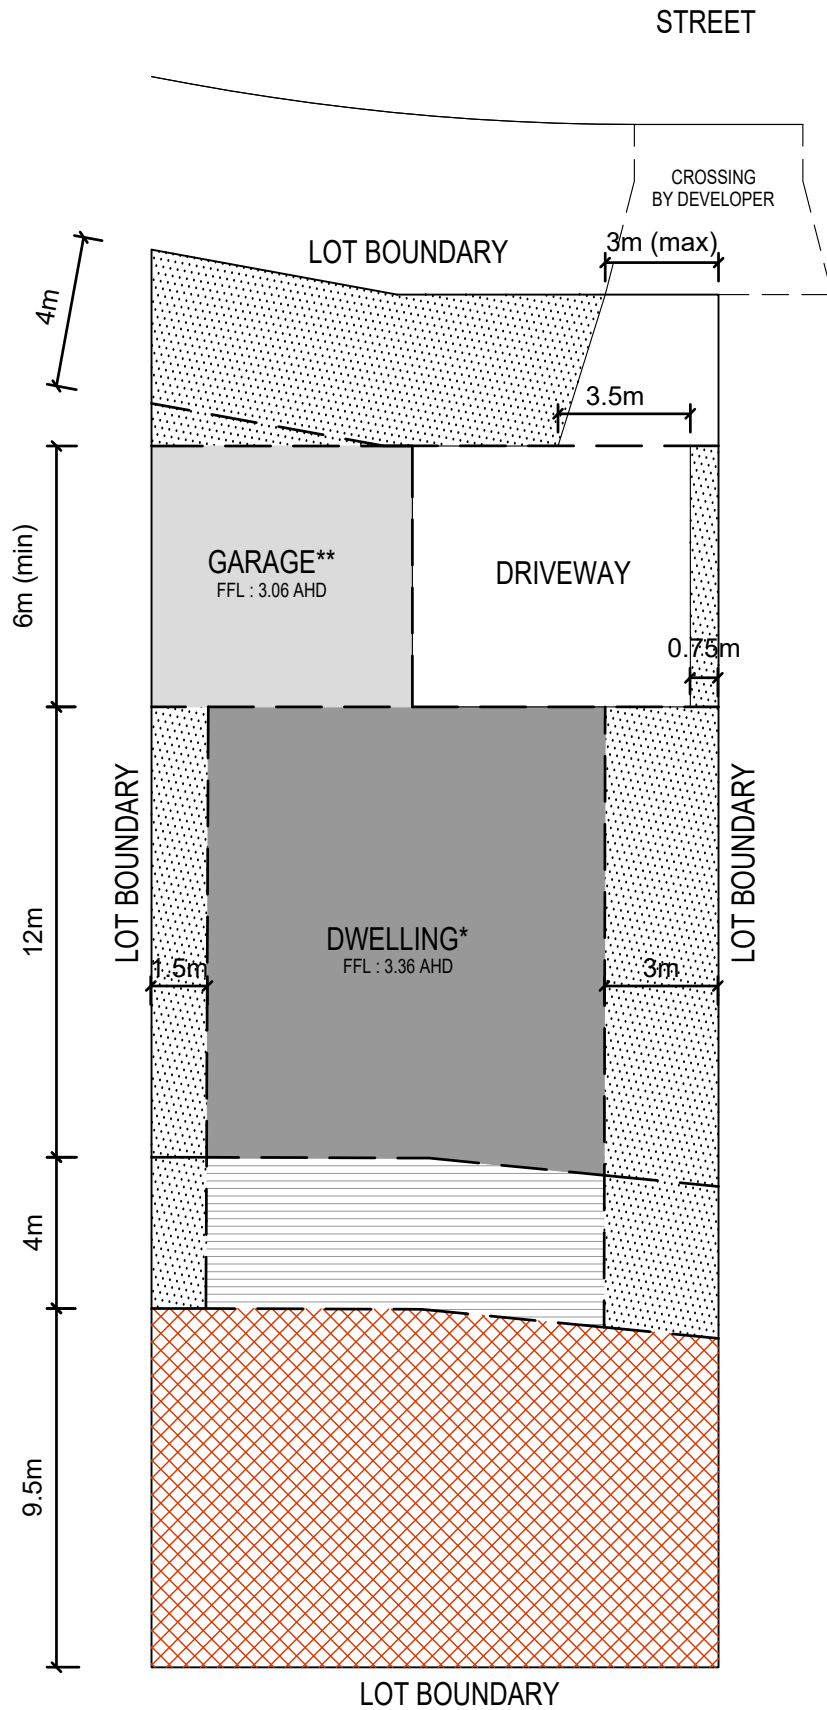 STREET
CROSSING
BY DEVELOPER
LOT BOUNDARY
3m (max)
4m
3.5m
6m (min)
GARAGE**
FFL : 3.06 AHD
DRIVEWAY
0.75m
LOT BOUNDARY
LOT BOUNDARY
12m
DWELLING*
FFL : 3.36 AHD
1.5m
3m
4m
9.5m
LOT BOUNDARY